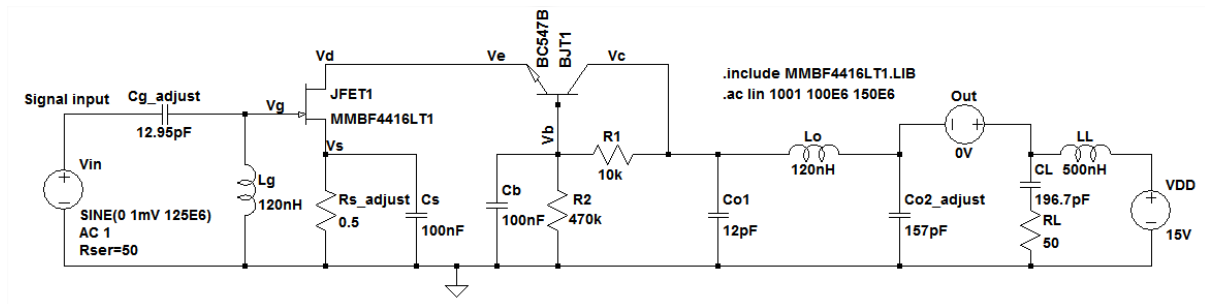 Signal input
Cg_adjust
12.95pF
Vin
SINE(0 1mV 125E6)
AC 1
Rser=50
Vg
Lg
120nH
Vd
JFET1
MMBF4416LT1
Vs
Rs_adjust
0.5
Cs
100nF
Ve
BC547B
BJT1
Vc
Vb
Cb
100nF
R1
10k
R2
470k
.include MMBF4416LT1.LIB
.ac lin 1001 100E6 150E6
Co1
12pF
Lo
120nH
Co2_adjust
157pF
Out
0V
CL
196.7pF
RL
50
LL
500nH
VDD
15V